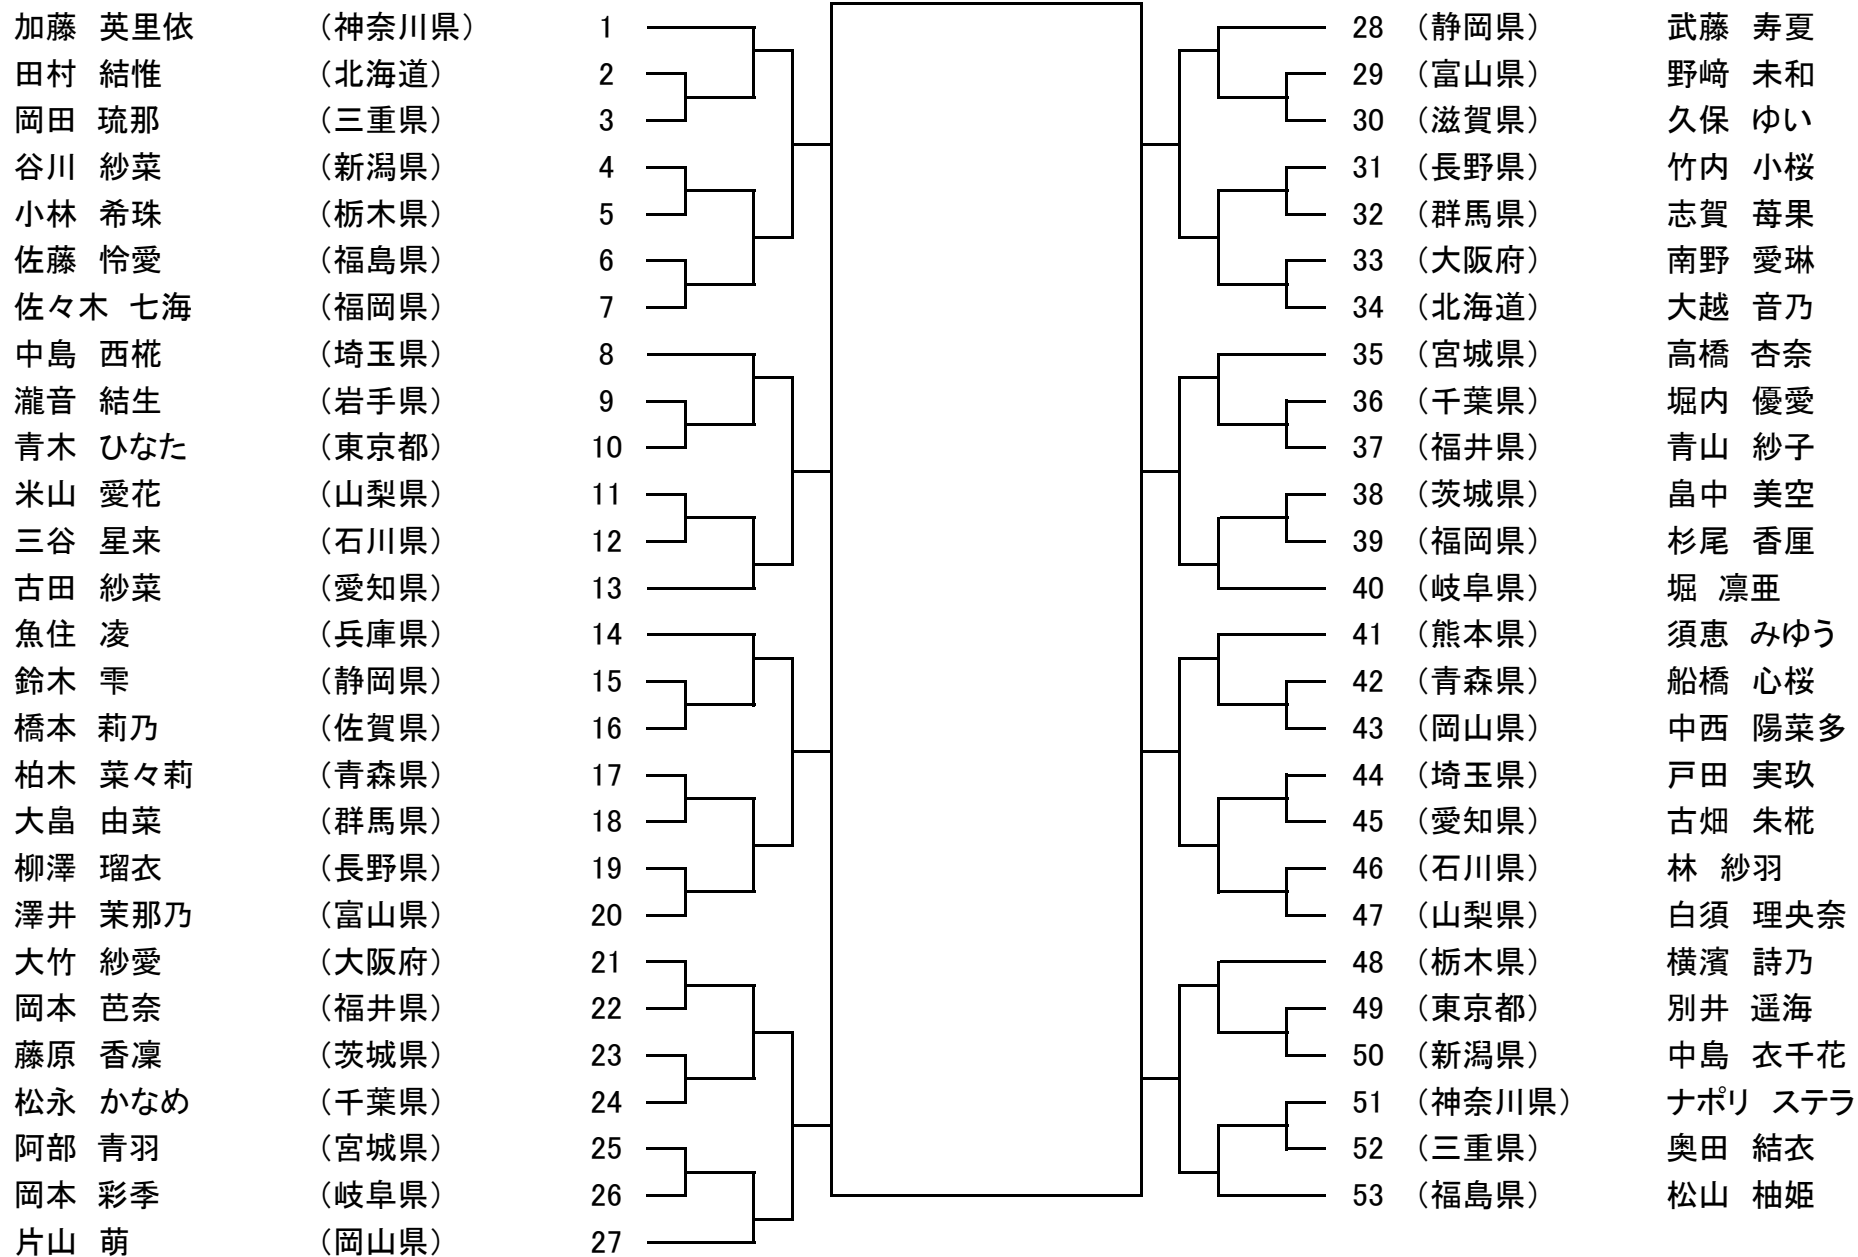 加藤　英里依 （神奈川県） 1 28 （静岡県） 武藤　寿夏
田村　結惟 （北海道） 2 29 （富山県） 野﨑　未和
岡田　琉那 （三重県） 3 30 （滋賀県） 久保　ゆい
谷川　紗菜 （新潟県） 4 31 （長野県） 竹内　小桜
小林　希珠 （栃木県） 5 32 （群馬県） 志賀　苺果
佐藤　怜愛 （福島県） 6 33 （大阪府） 南野　愛琳
佐々木　七海 （福岡県） 7 34 （北海道） 大越　音乃
中島　西椛 （埼玉県） 8 35 （宮城県） 高橋　杏奈
瀧音　結生 （岩手県） 9 36 （千葉県） 堀内　優愛
青木　ひなた （東京都） 10 37 （福井県） 青山　紗子
米山　愛花 （山梨県） 11 38 （茨城県） 畠中　美空
三谷　星来 （石川県） 12 39 （福岡県） 杉尾　香厘
古田　紗菜 （愛知県） 13 40 （岐阜県） 堀　凛亜
魚住　凌 （兵庫県） 14 41 （熊本県） 須恵　みゆう
鈴木　雫 （静岡県） 15 42 （青森県） 船橋　心桜
橋本　莉乃 （佐賀県） 16 43 （岡山県） 中西　陽菜多
柏木　菜々莉 （青森県） 17 44 （埼玉県） 戸田　実玖
大畠　由菜 （群馬県） 18 45 （愛知県） 古畑　朱椛
柳澤　瑠衣 （長野県） 19 46 （石川県） 林　紗羽
澤井　茉那乃 （富山県） 20 47 （山梨県） 白須　理央奈
大竹　紗愛 （大阪府） 21 48 （栃木県） 横濱　詩乃
岡本　芭奈 （福井県） 22 49 （東京都） 別井　遥海
藤原　香凜 （茨城県） 23 50 （新潟県） 中島　衣千花
松永　かなめ （千葉県） 24 51 （神奈川県） ナポリ　ステラ
阿部　青羽 （宮城県） 25 52 （三重県） 奥田　結衣
岡本　彩季 （岐阜県） 26 53 （福島県） 松山　柚姫
片山　萌 （岡山県） 27